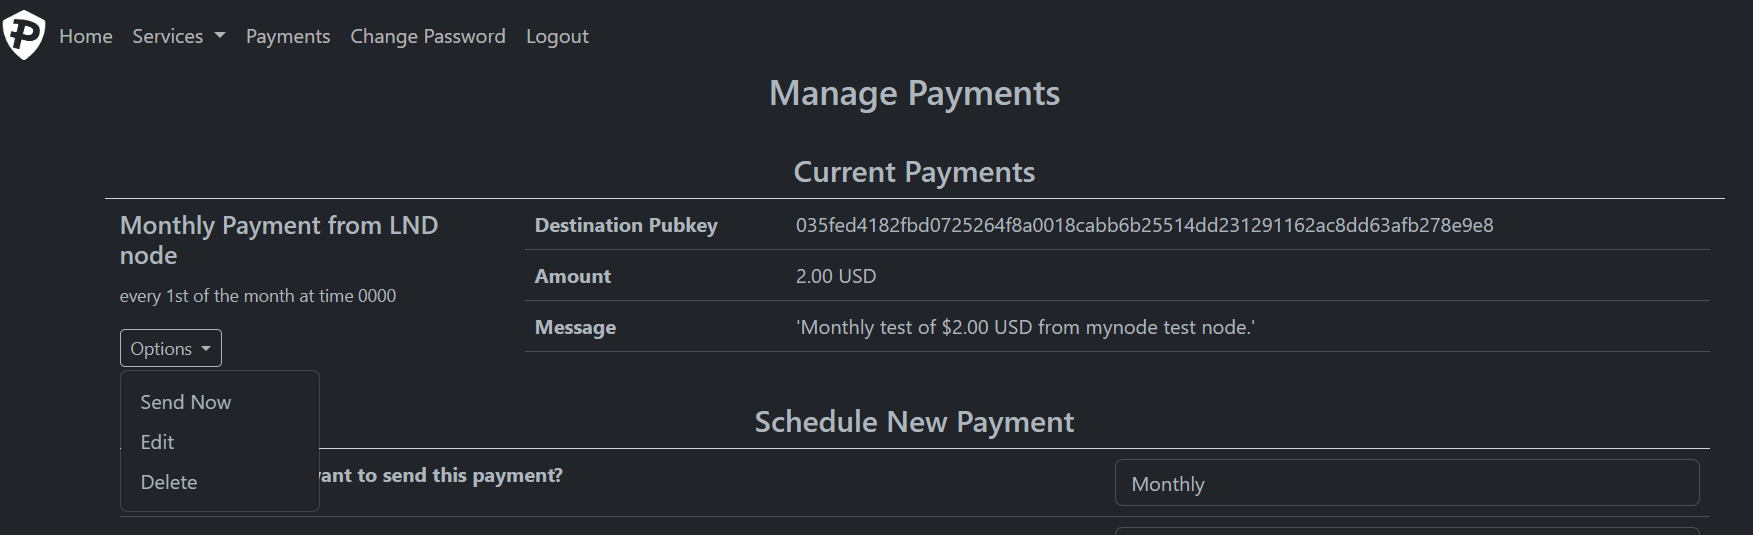 Home Services Payments Change Password Logout
Manage Payments
Current Payments
Monthly Payment from LND
node
every 1st of the month at time 0000
Options
Send Now
Edit
Delete
Destination Pubkey 035fed4182fbd0725264f8a0018cabb6b25514dd231291162ac8dd63afb278e9e8
Amount 2.00 USD
Message 'Monthly test of $2.00 USD from mynode test node.'
Schedule New Payment
to send this payment? Monthly